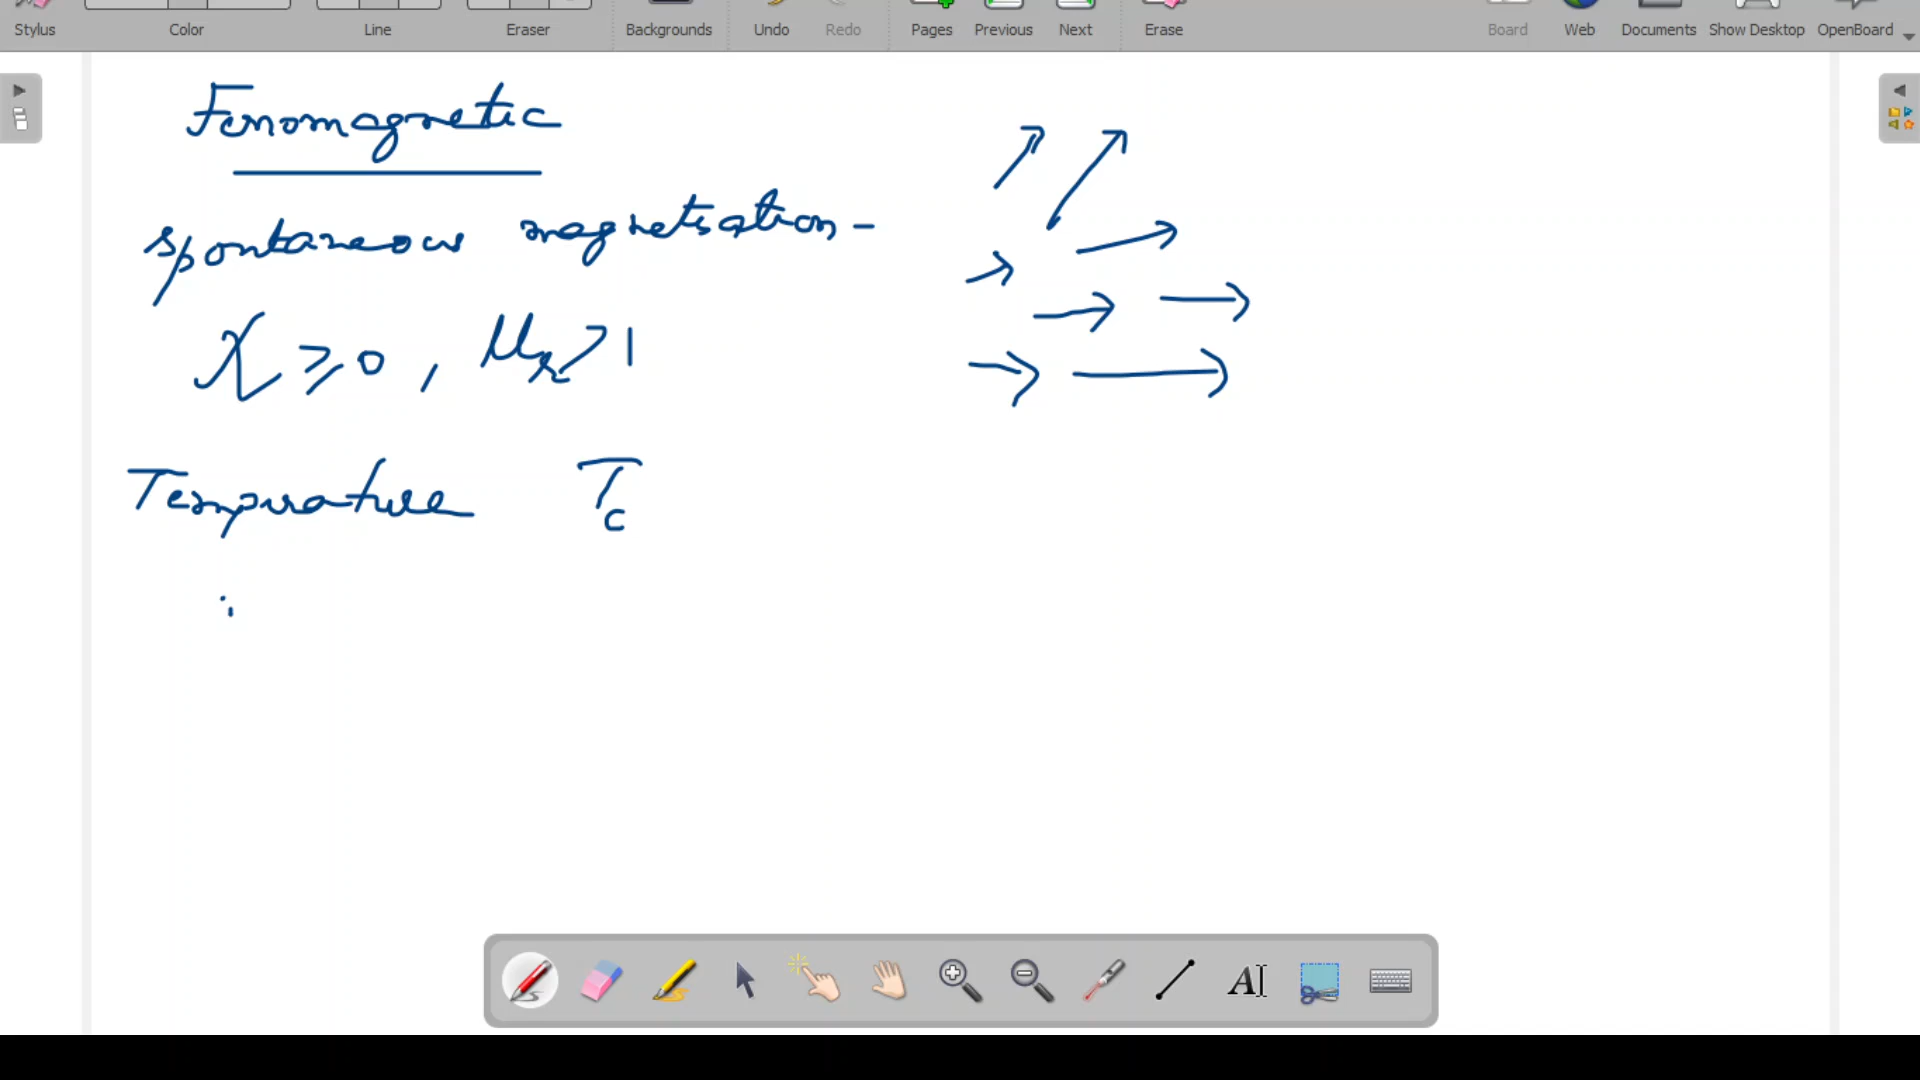 Stylus Color Line Eraser Backgrounds Undo Redo Pages Previous Next Erase Board Web Documents Show Desktop OpenBoard
Ferromagnetic
spontaneous magnetisation -
χ ⩾ 0 , μr > 1
Temperature Tc